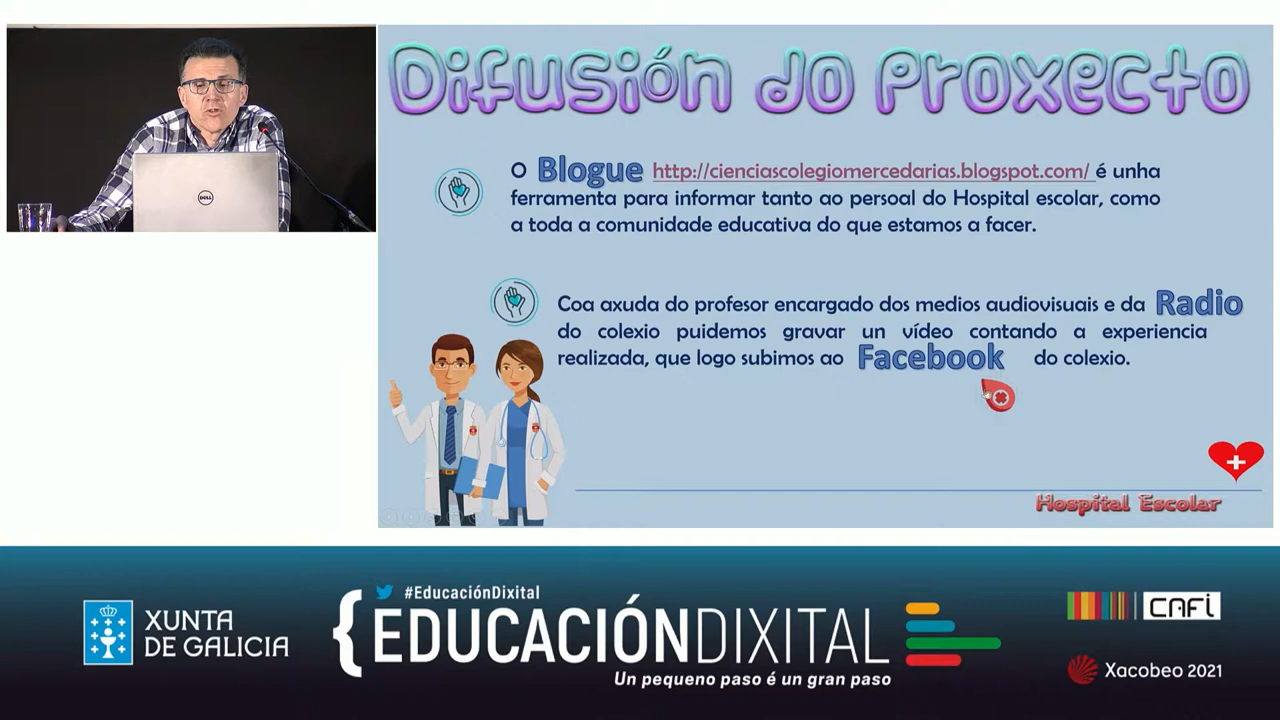 Difusión do Proxecto
O Blogue http://cienciascolegiomercedarias.blogspot.com/ é unha
ferramenta para informar tanto ao persoal do Hospital escolar, como
a toda a comunidade educativa do que estamos a facer.
Coa axuda do profesor encargado dos medios audiovisuais e da Radio
do colexio puidemos gravar un vídeo contando a experiencia
realizada, que logo subimos ao Facebook do colexio.
Hospital Escolar
DELL
XUNTA
DE GALICIA
#EducaciónDixital
{EDUCACIÓNDIXITAL
Un pequeno paso é un gran paso
CAFi
Xacobeo 2021